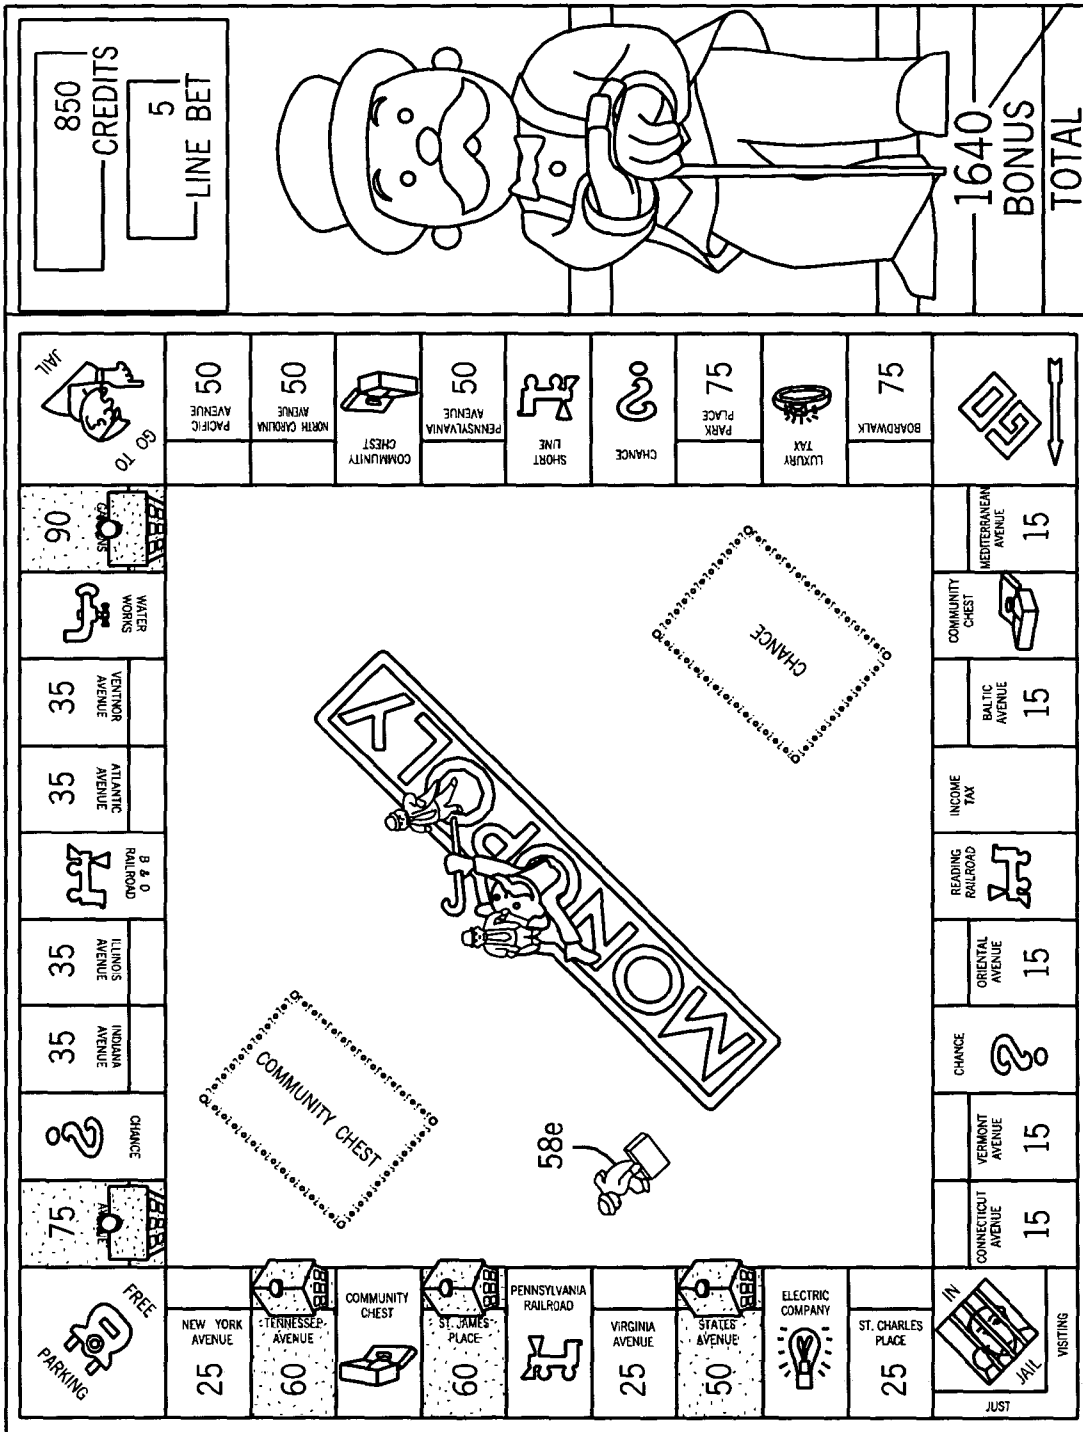 850
CREDITS
5
LINE BET
1640
BONUS
TOTAL
GO TO
JAIL
PACIFIC
AVENUE
50
NORTH CAROLINA
AVENUE
50
COMMUNITY
CHEST
PENNSYLVANIA
AVENUE
50
SHORT
LINE
CHANCE
PARK
PLACE
75
LUXURY
TAX
BOARDWALK
75
GO
MEDITERRANEAN
AVENUE
15
COMMUNITY
CHEST
BALTIC
AVENUE
15
INCOME
TAX
READING
RAILROAD
ORIENTAL
AVENUE
15
CHANCE
VERMONT
AVENUE
15
CONNECTICUT
AVENUE
15
IN
JAIL
JUST
VISITING
ST. CHARLES
PLACE
25
ELECTRIC
COMPANY
STATES
AVENUE
50
VIRGINIA
AVENUE
25
PENNSYLVANIA
RAILROAD
ST. JAMES
PLACE
60
COMMUNITY
CHEST
TENNESSEE
AVENUE
60
NEW YORK
AVENUE
25
FREE
PARKING
75
CHANCE
INDIANA
AVENUE
35
ILLINOIS
AVENUE
35
B & O
RAILROAD
ATLANTIC
AVENUE
35
VENTNOR
AVENUE
35
WATER
WORKS
90
COMMUNITY CHEST
MONOPOLY
CHANCE
58e